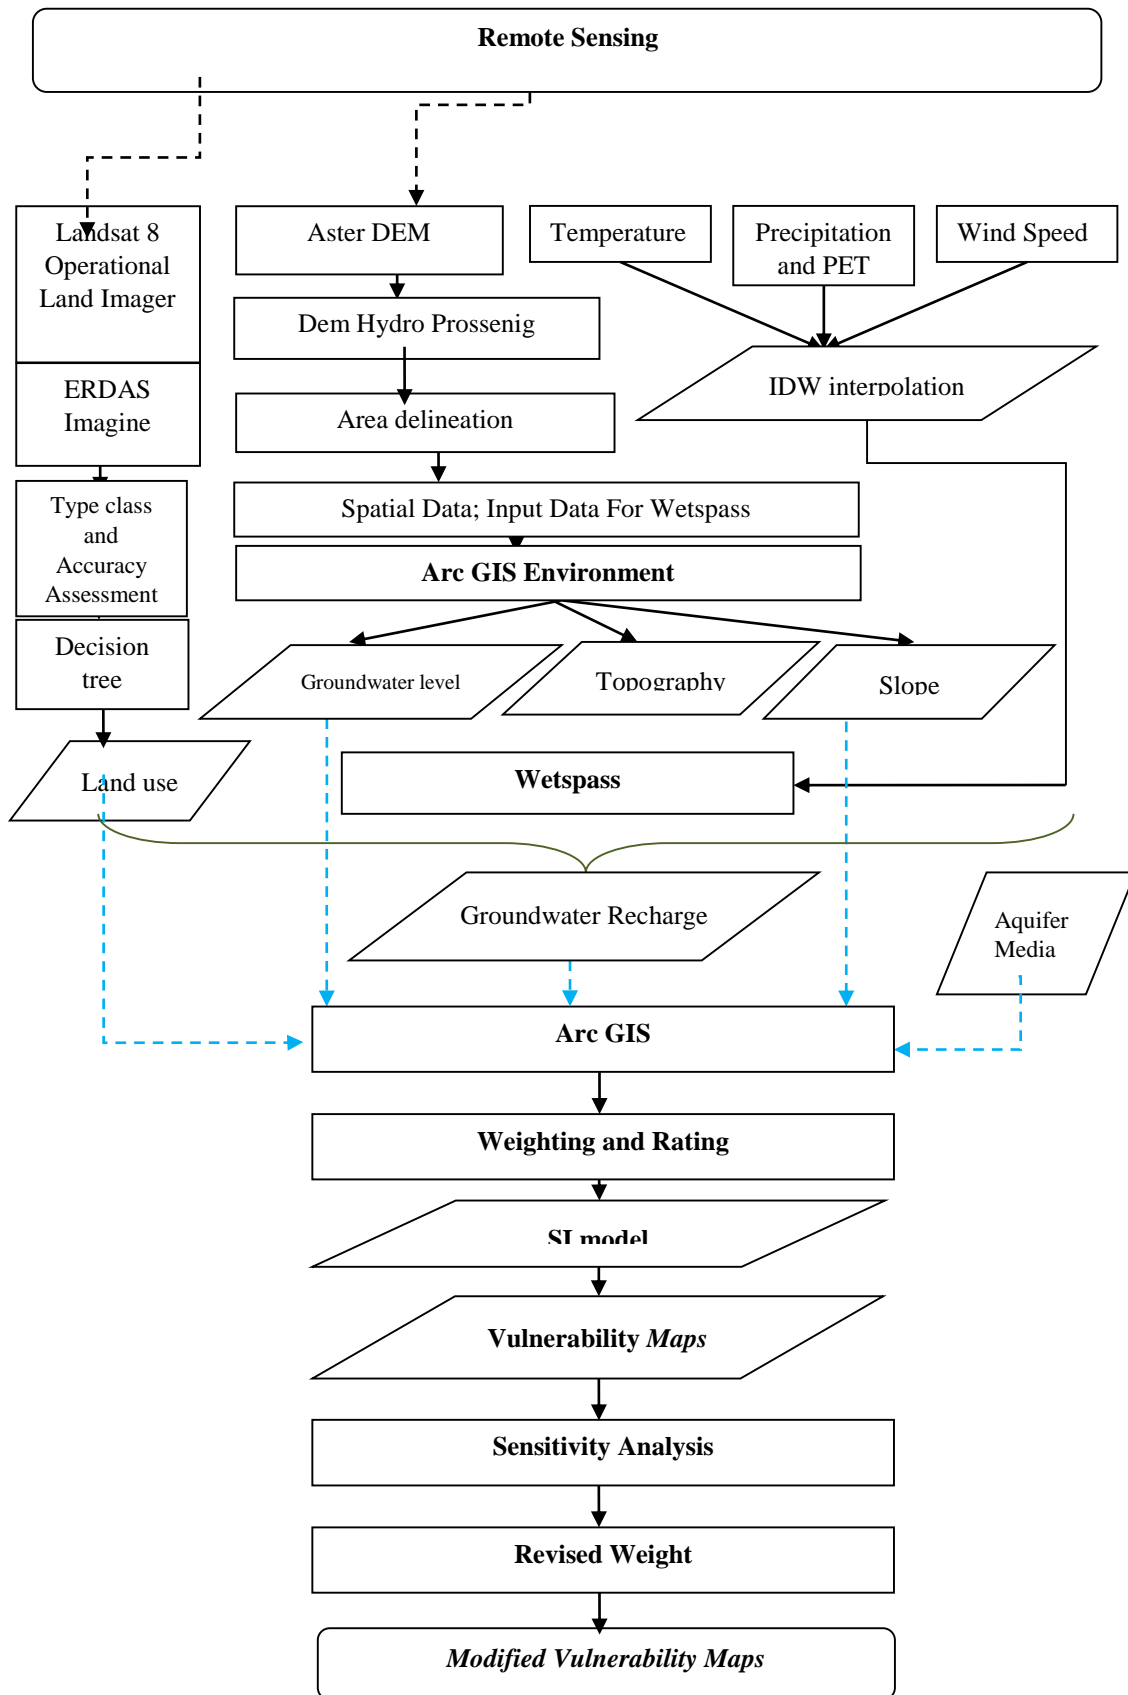 Remote Sensing
Landsat 8
Operational
Land Imager
Aster DEM
Temperature
Precipitation
and PET
Wind Speed
Dem Hydro Prossenig
IDW interpolation
ERDAS
Imagine
Area delineation
Type class
and
Accuracy
Assessment
Spatial Data; Input Data For Wetspass
Arc GIS Environment
Decision
tree
Groundwater level
Topography
Slope
Land use
Wetspass
Groundwater Recharge
Aquifer
Media
Arc GIS
Weighting and Rating
SI model
Vulnerability Maps
Sensitivity Analysis
Revised Weight
Modified Vulnerability Maps